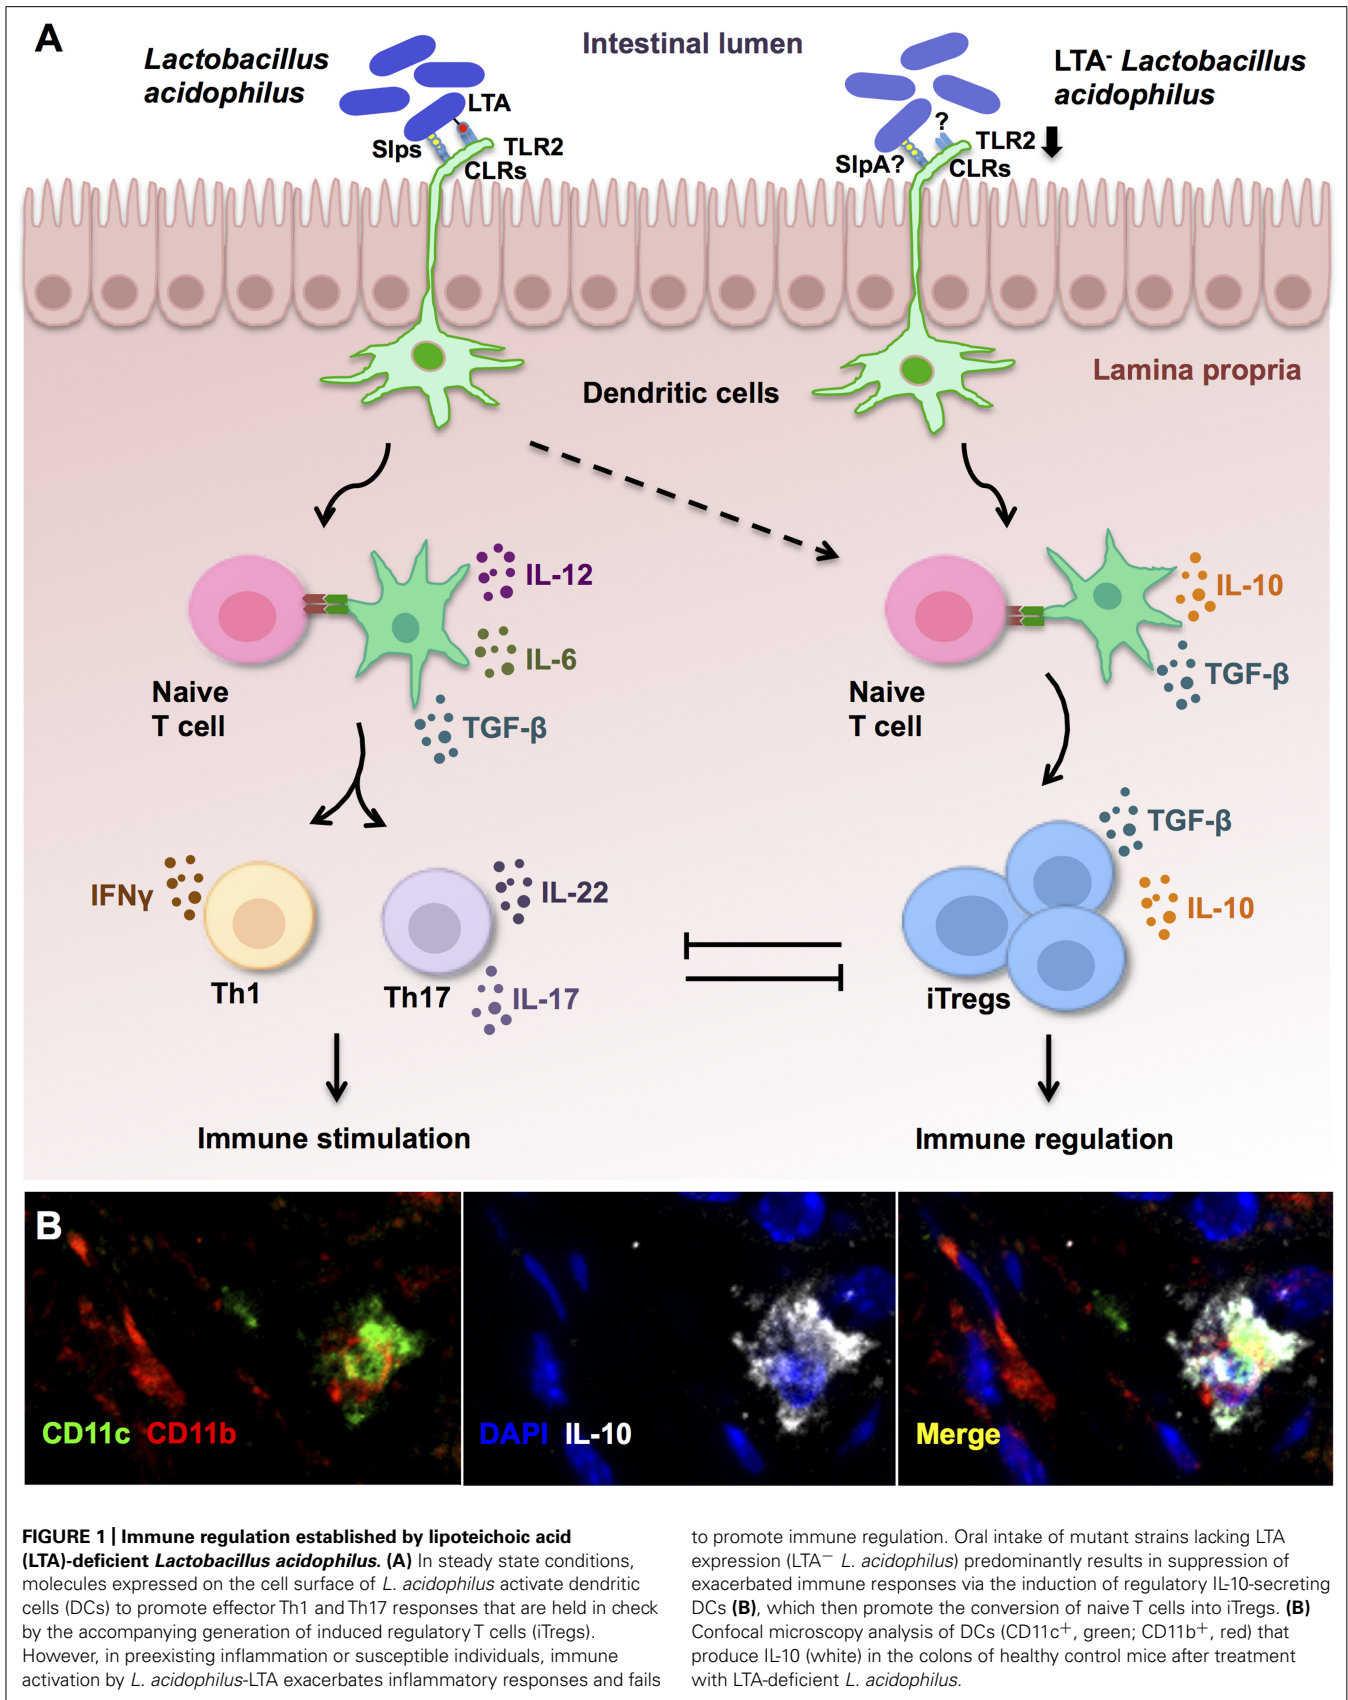 A
Intestinal lumen
Lactobacillus
acidophilus
LTA
Slps
TLR2
CLRs
LTA- Lactobacillus
acidophilus
?
TLR2
SlpA?
CLRs
Lamina propria
Dendritic cells
IL-12
IL-6
TGF-β
Naive
T cell
IL-10
TGF-β
Naive
T cell
IFNγ
Th1
IL-22
Th17
IL-17
TGF-β
IL-10
iTregs
Immune stimulation
Immune regulation
B
CD11c CD11b
DAPI IL-10
Merge
FIGURE 1 | Immune regulation established by lipoteichoic acid
(LTA)-deficient Lactobacillus acidophilus. (A) In steady state conditions,
molecules expressed on the cell surface of L. acidophilus activate dendritic
cells (DCs) to promote effector Th1 and Th17 responses that are held in check
by the accompanying generation of induced regulatory T cells (iTregs).
However, in preexisting inflammation or susceptible individuals, immune
activation by L. acidophilus-LTA exacerbates inflammatory responses and fails
to promote immune regulation. Oral intake of mutant strains lacking LTA
expression (LTA− L. acidophilus) predominantly results in suppression of
exacerbated immune responses via the induction of regulatory IL-10-secreting
DCs (B), which then promote the conversion of naive T cells into iTregs. (B)
Confocal microscopy analysis of DCs (CD11c+, green; CD11b+, red) that
produce IL-10 (white) in the colons of healthy control mice after treatment
with LTA-deficient L. acidophilus.